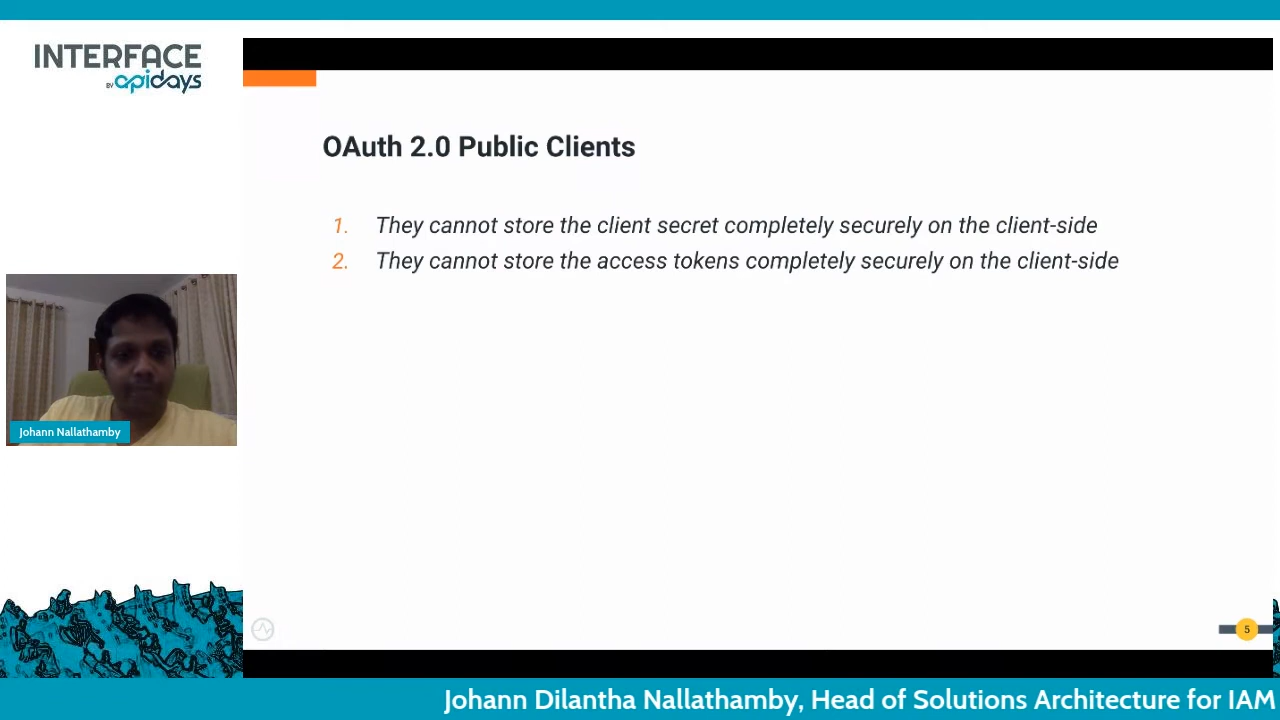 INTERFACE
BY apidays
OAuth 2.0 Public Clients
1. They cannot store the client secret completely securely on the client-side
2. They cannot store the access tokens completely securely on the client-side
Johann Nallathamby
5
Johann Dilantha Nallathamby, Head of Solutions Architecture for IAM